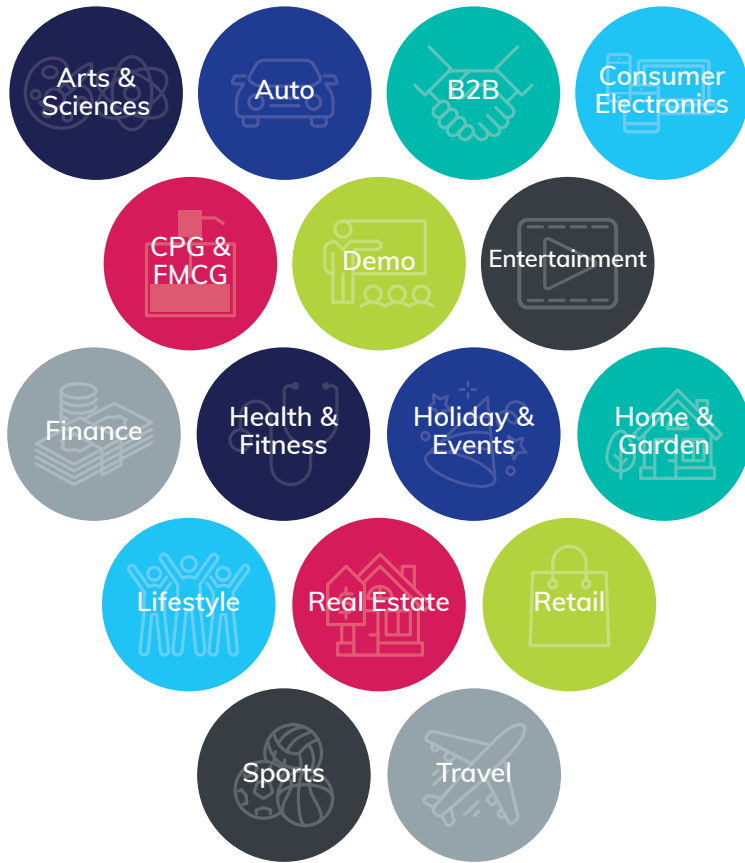 Arts &
Sciences
Auto
B2B
Consumer
Electronics
CPG &
FMCG
Demo
Entertainment
Finance
Health &
Fitness
Holiday &
Events
Home &
Garden
Lifestyle
Real Estate
Retail
Sports
Travel